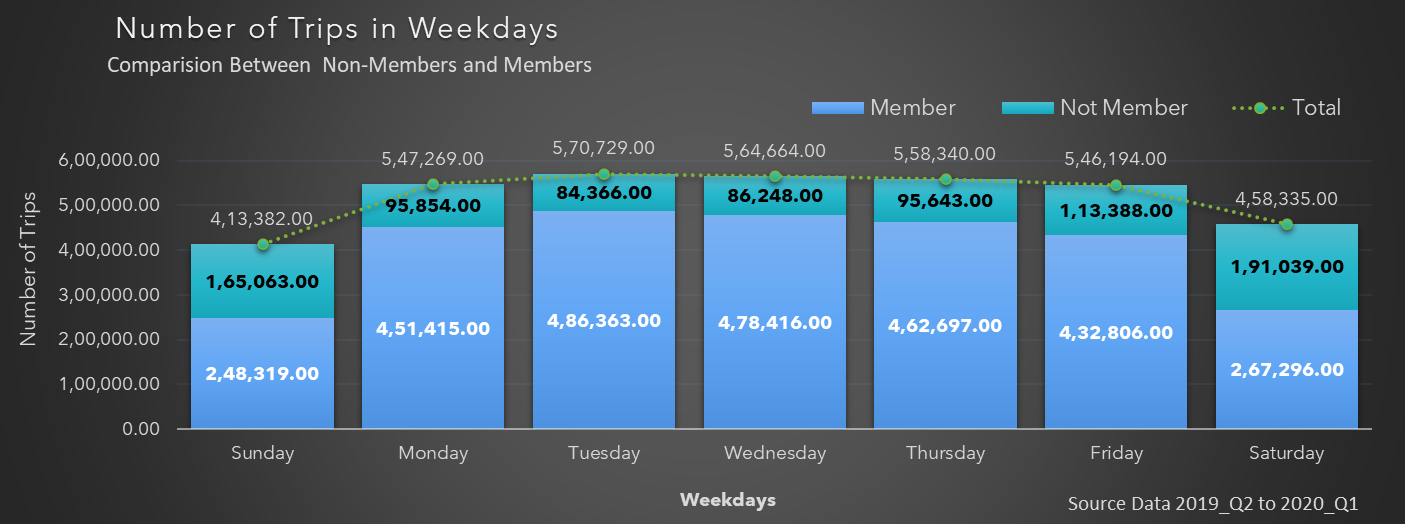 Number of Trips in Weekdays
Comparision Between  Non-Members and Members
Member
Not Member
Total
Number of Trips
6,00,000.00
5,00,000.00
4,00,000.00
3,00,000.00
2,00,000.00
1,00,000.00
0.00
4,13,382.00
5,47,269.00
5,70,729.00
5,64,664.00
5,58,340.00
5,46,194.00
4,58,335.00
1,65,063.00
95,854.00
84,366.00
86,248.00
95,643.00
1,13,388.00
1,91,039.00
2,48,319.00
4,51,415.00
4,86,363.00
4,78,416.00
4,62,697.00
4,32,806.00
2,67,296.00
Sunday
Monday
Tuesday
Wednesday
Thursday
Friday
Saturday
Weekdays
Source Data 2019_Q2 to 2020_Q1